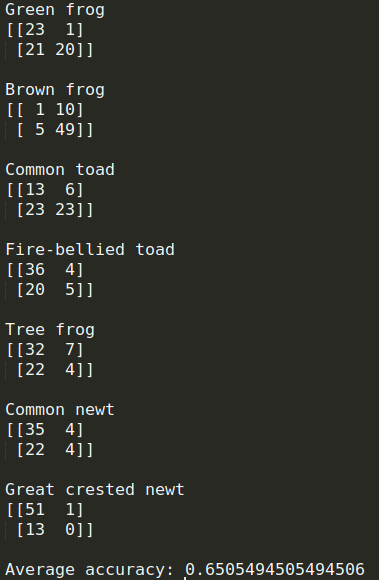 Green frog
[[23  1]
 [21 20]]

Brown frog
[[ 1 10]
 [ 5 49]]

Common toad
[[13  6]
 [23 23]]

Fire-bellied toad
[[36  4]
 [20  5]]

Tree frog
[[32  7]
 [22  4]]

Common newt
[[35  4]
 [22  4]]

Great crested newt
[[51  1]
 [13  0]]

Average accuracy: 0.6505494505494506